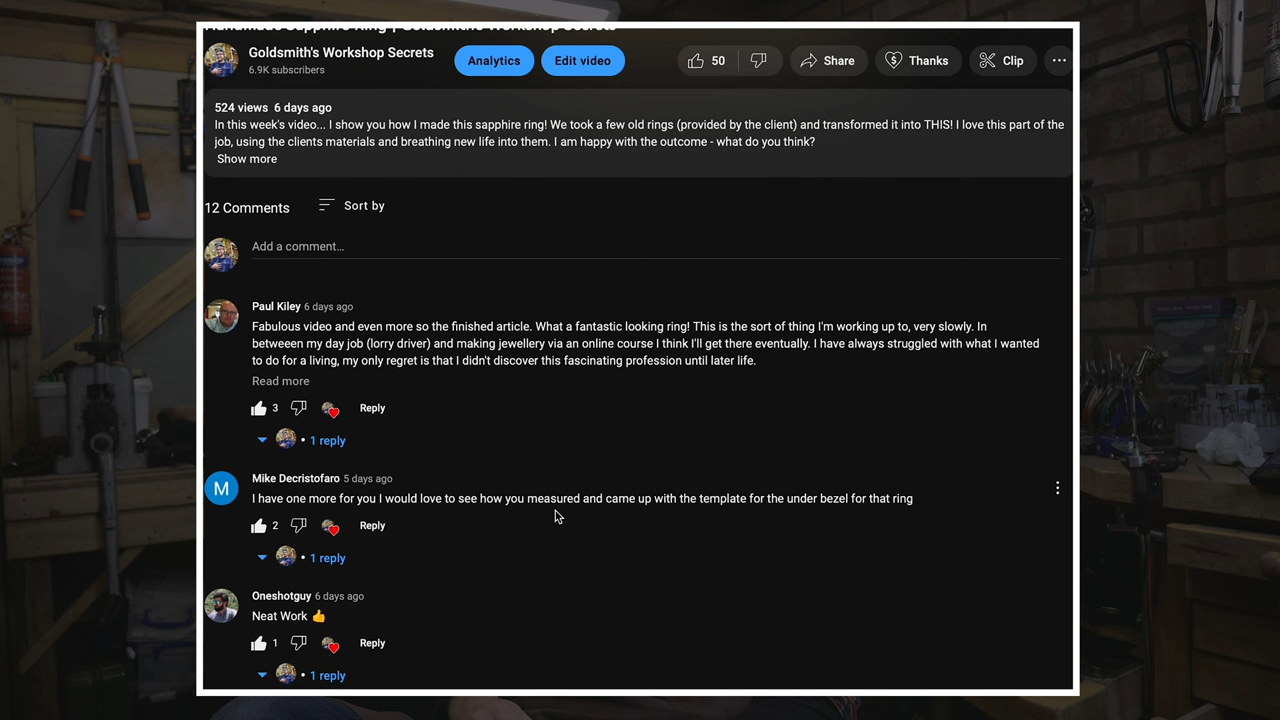 Handmade Sapphire Ring | Goldsmith's Workshop Secrets
Goldsmith's Workshop Secrets
6.9K subscribers
Analytics
Edit video
50
Share
Thanks
Clip
524 views 6 days ago
In this week's video... I show you how I made this sapphire ring! We took a few old rings (provided by the client) and transformed it into THIS! I love this part of the
job, using the clients materials and breathing new life into them. I am happy with the outcome - what do you think?
Show more
12 Comments
Sort by
Add a comment...
Paul Kiley 6 days ago
Fabulous video and even more so the finished article. What a fantastic looking ring! This is the sort of thing I'm working up to, very slowly. In
betweeen my day job (lorry driver) and making jewellery via an online course I think I'll get there eventually. I have always struggled with what I wanted
to do for a living, my only regret is that I didn't discover this fascinating profession until later life.
Read more
3
Reply
• 1 reply
M
Mike Decristofaro 5 days ago
I have one more for you I would love to see how you measured and came up with the template for the under bezel for that ring
2
Reply
• 1 reply
Oneshotguy 6 days ago
Neat Work 👍
1
Reply
• 1 reply